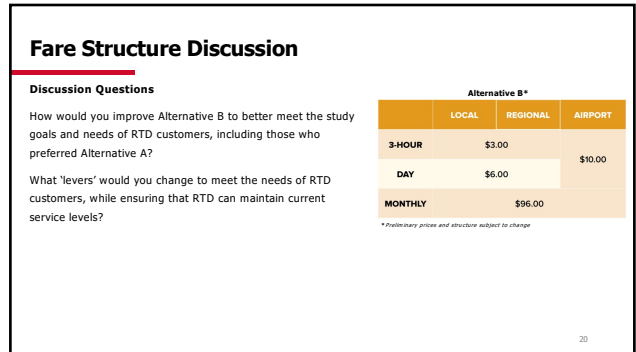 Fare Structure Discussion
Discussion Questions
How would you improve Alternative B to better meet the study
goals and needs of RTD customers, including those who
preferred Alternative A?
What ‘levers’ would you change to meet the needs of RTD
customers, while ensuring that RTD can maintain current
service levels?
Alternative B*
LOCAL REGIONAL AIRPORT
3-HOUR $3.00
$10.00
DAY $6.00
MONTHLY $96.00
* Preliminary prices and structure subject to change
20